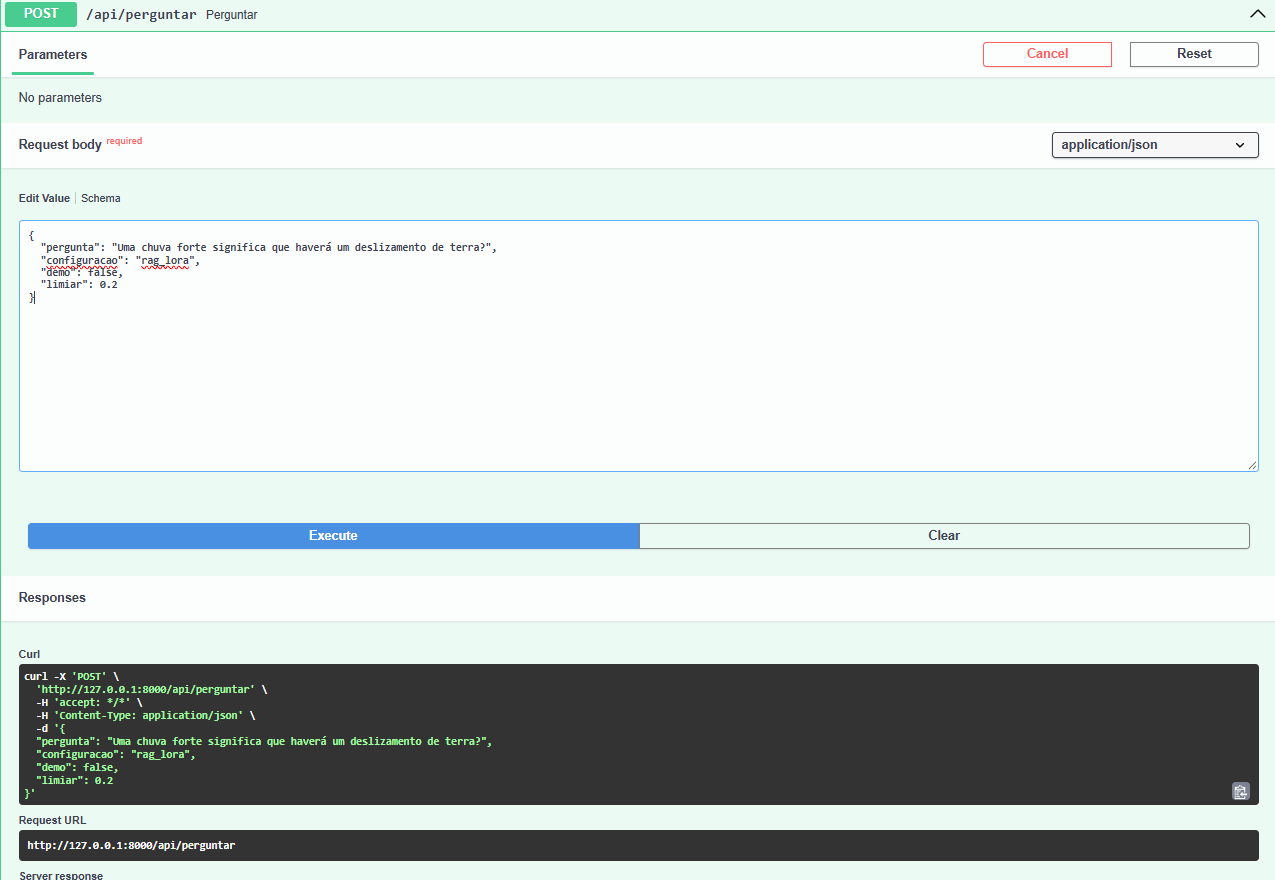 POST /api/perguntar Perguntar
Parameters Cancel Reset
No parameters
Request body required application/json
Edit Value | Schema
{
"pergunta": "Uma chuva forte significa que haverá um deslizamento de terra?",
"configuracao": "rag_lora",
"demo": false,
"limiar": 0.2
}
Execute Clear
Responses
Curl
curl -X 'POST' \
'http://127.0.0.1:8000/api/perguntar' \
-H 'accept: */*' \
-H 'Content-Type: application/json' \
-d '{
"pergunta": "Uma chuva forte significa que haverá um deslizamento de terra?",
"configuracao": "rag_lora",
"demo": false,
"limiar": 0.2
}'
Request URL
http://127.0.0.1:8000/api/perguntar
Server response